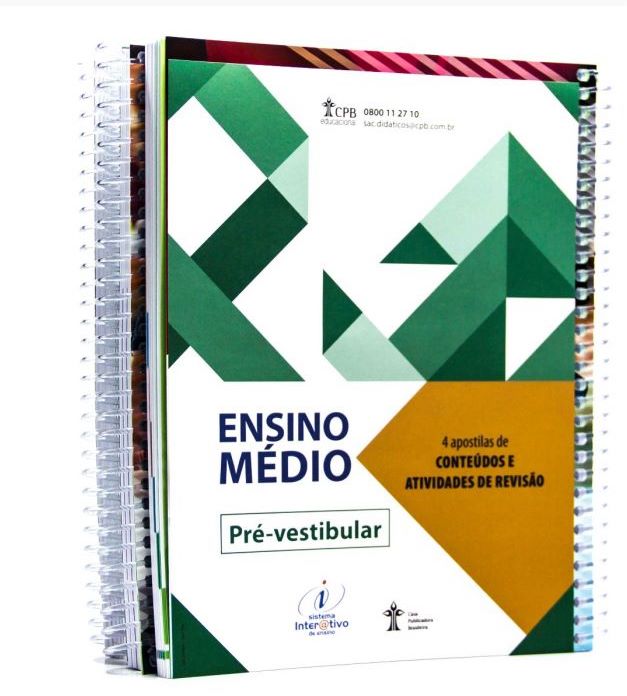 CPB
educacional
0800 11 27 10
sac.didaticos@cpb.com.br
ENSINO
MÉDIO
Pré-vestibular
4 apostilas de
CONTEÚDOS E
ATIVIDADES DE REVISÃO
sistema
Inter@tivo
de ensino
Casa
Publicadora
Brasileira